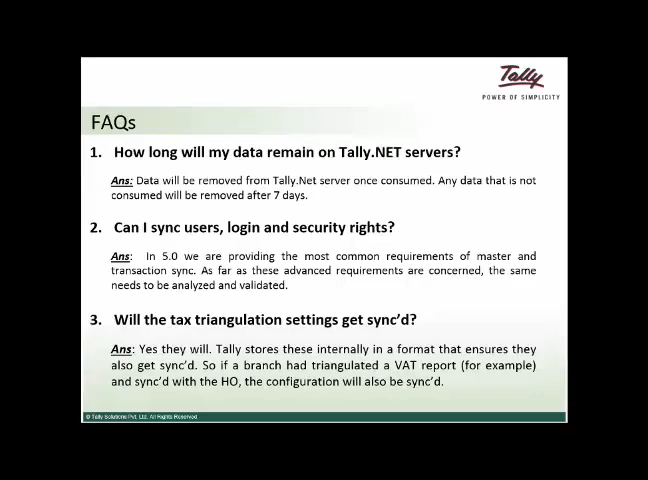 Tally
POWER OF SIMPLICITY
FAQs
1. How long will my data remain on Tally.NET servers?
Ans: Data will be removed from Tally.Net server once consumed. Any data that is not
consumed will be removed after 7 days.
2. Can I sync users, login and security rights?
Ans: In 5.0 we are providing the most common requirements of master and
transaction sync. As far as these advanced requirements are concerned, the same
needs to be analyzed and validated.
3. Will the tax triangulation settings get sync’d?
Ans: Yes they will. Tally stores these internally in a format that ensures they
also get sync’d. So if a branch had triangulated a VAT report (for example)
and sync’d with the HO, the configuration will also be sync’d.
© Tally Solutions Pvt. Ltd. All Rights Reserved